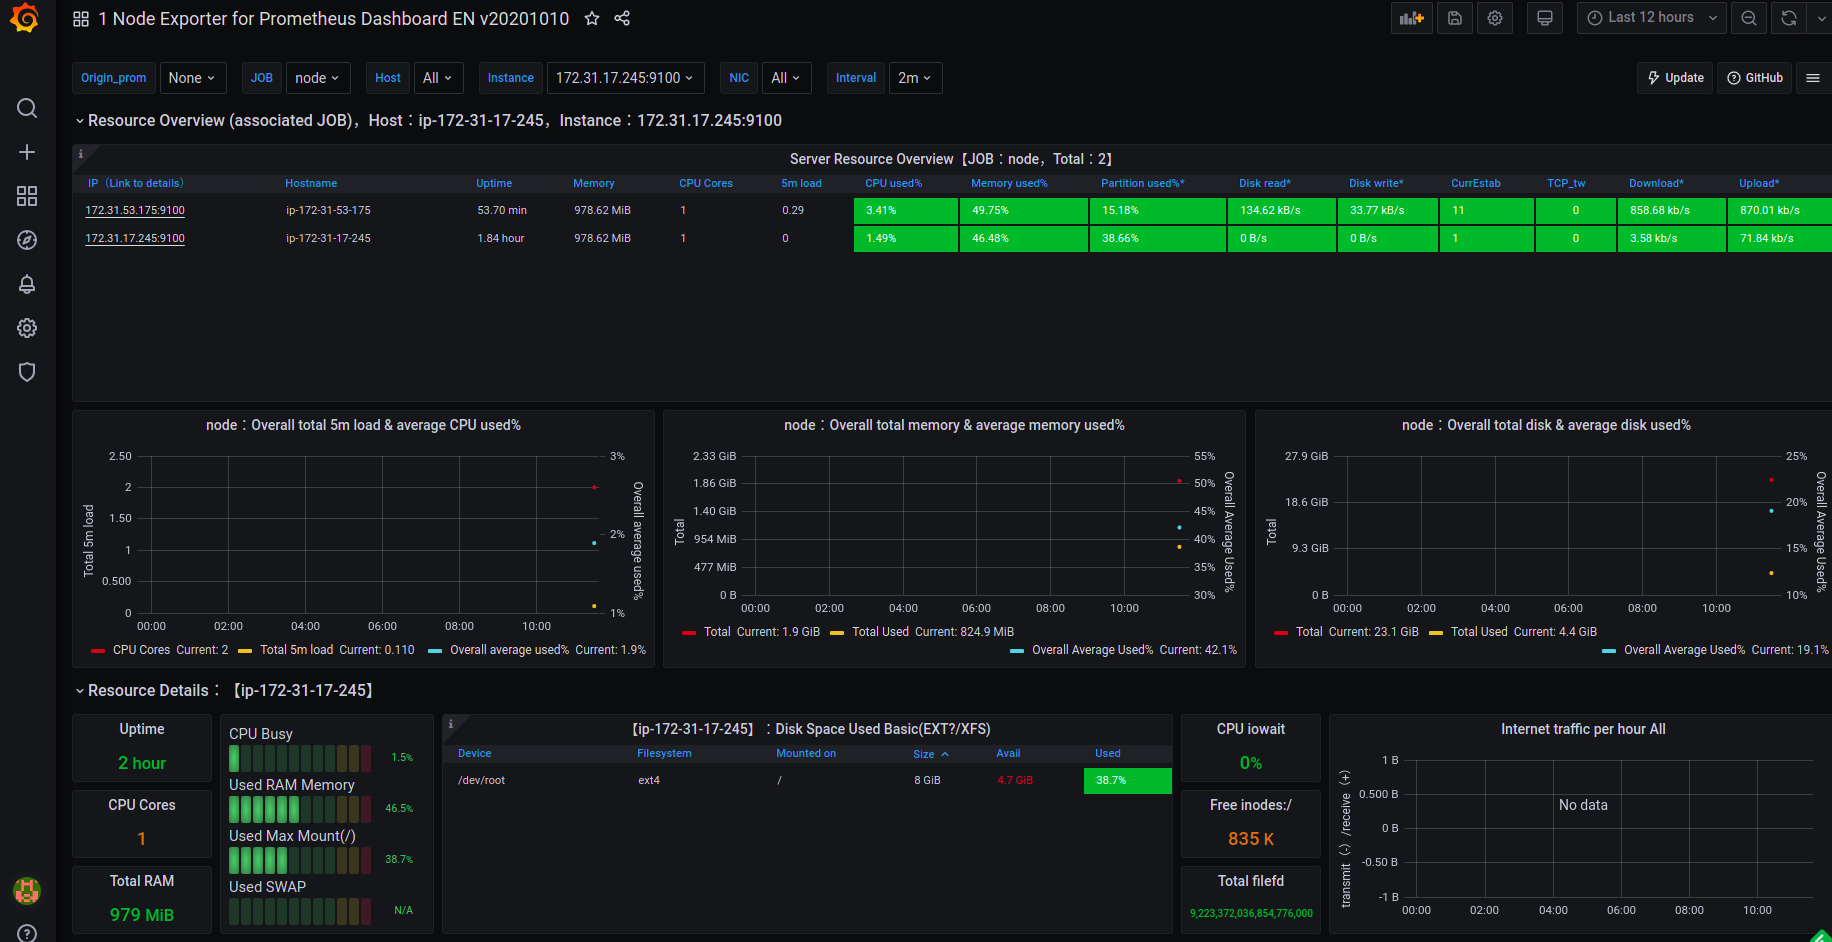 1 Node Exporter for Prometheus Dashboard EN v20201010
Last 12 hours
Origin_prom None JOB node Host All Instance 172.31.17.245:9100 NIC All Interval 2m Update GitHub
Resource Overview (associated JOB)，Host：ip-172-31-17-245，Instance：172.31.17.245:9100
Server Resource Overview【JOB：node，Total：2】
IP（Link to details） Hostname Uptime Memory CPU Cores 5m load CPU used% Memory used% Partition used%* Disk read* Disk write* CurrEstab TCP_tw Download* Upload*
172.31.53.175:9100 ip-172-31-53-175 53.70 min 978.62 MiB 1 0.29 3.41% 49.75% 15.18% 134.62 kB/s 33.77 kB/s 11 0 858.68 kb/s 870.01 kb/s
172.31.17.245:9100 ip-172-31-17-245 1.84 hour 978.62 MiB 1 0 1.49% 46.48% 38.66% 0 B/s 0 B/s 1 0 3.58 kb/s 71.84 kb/s
node：Overall total 5m load & average CPU used%
Total 5m load
2.50
2
1.50
1
0.500
0
3%
2%
1%
Overall average used%
00:00 02:00 04:00 06:00 08:00 10:00
CPU Cores Current: 2 Total 5m load Current: 0.110 Overall average used% Current: 1.9%
node：Overall total memory & average memory used%
Total
2.33 GiB
1.86 GiB
1.40 GiB
954 MiB
477 MiB
0 B
55%
50%
45%
40%
35%
30%
Overall Average Used%
00:00 02:00 04:00 06:00 08:00 10:00
Total Current: 1.9 GiB Total Used Current: 824.9 MiB
Overall Average Used% Current: 42.1%
node：Overall total disk & average disk used%
Total
27.9 GiB
18.6 GiB
9.3 GiB
0 B
25%
20%
15%
10%
Overall Average Used%
00:00 02:00 04:00 06:00 08:00 10:00
Total Current: 23.1 GiB Total Used Current: 4.4 GiB
Overall Average Used% Current: 19.1%
Resource Details：【ip-172-31-17-245】
Uptime
2 hour
CPU Cores
1
Total RAM
979 MiB
CPU Busy
1.5%
Used RAM Memory
46.5%
Used Max Mount(/)
38.7%
Used SWAP
N/A
【ip-172-31-17-245】：Disk Space Used Basic(EXT?/XFS)
Device Filesystem Mounted on Size Avail Used
/dev/root ext4 / 8 GiB 4.7 GiB 38.7%
CPU iowait
0%
Free inodes:/
835 K
Total filefd
9,223,372,036,854,776,000
Internet traffic per hour All
transmit（-）/receive（+）
1 B
0.500 B
0 B
-0.50 B
-1 B
No data
00:00 02:00 04:00 06:00 08:00 10:00